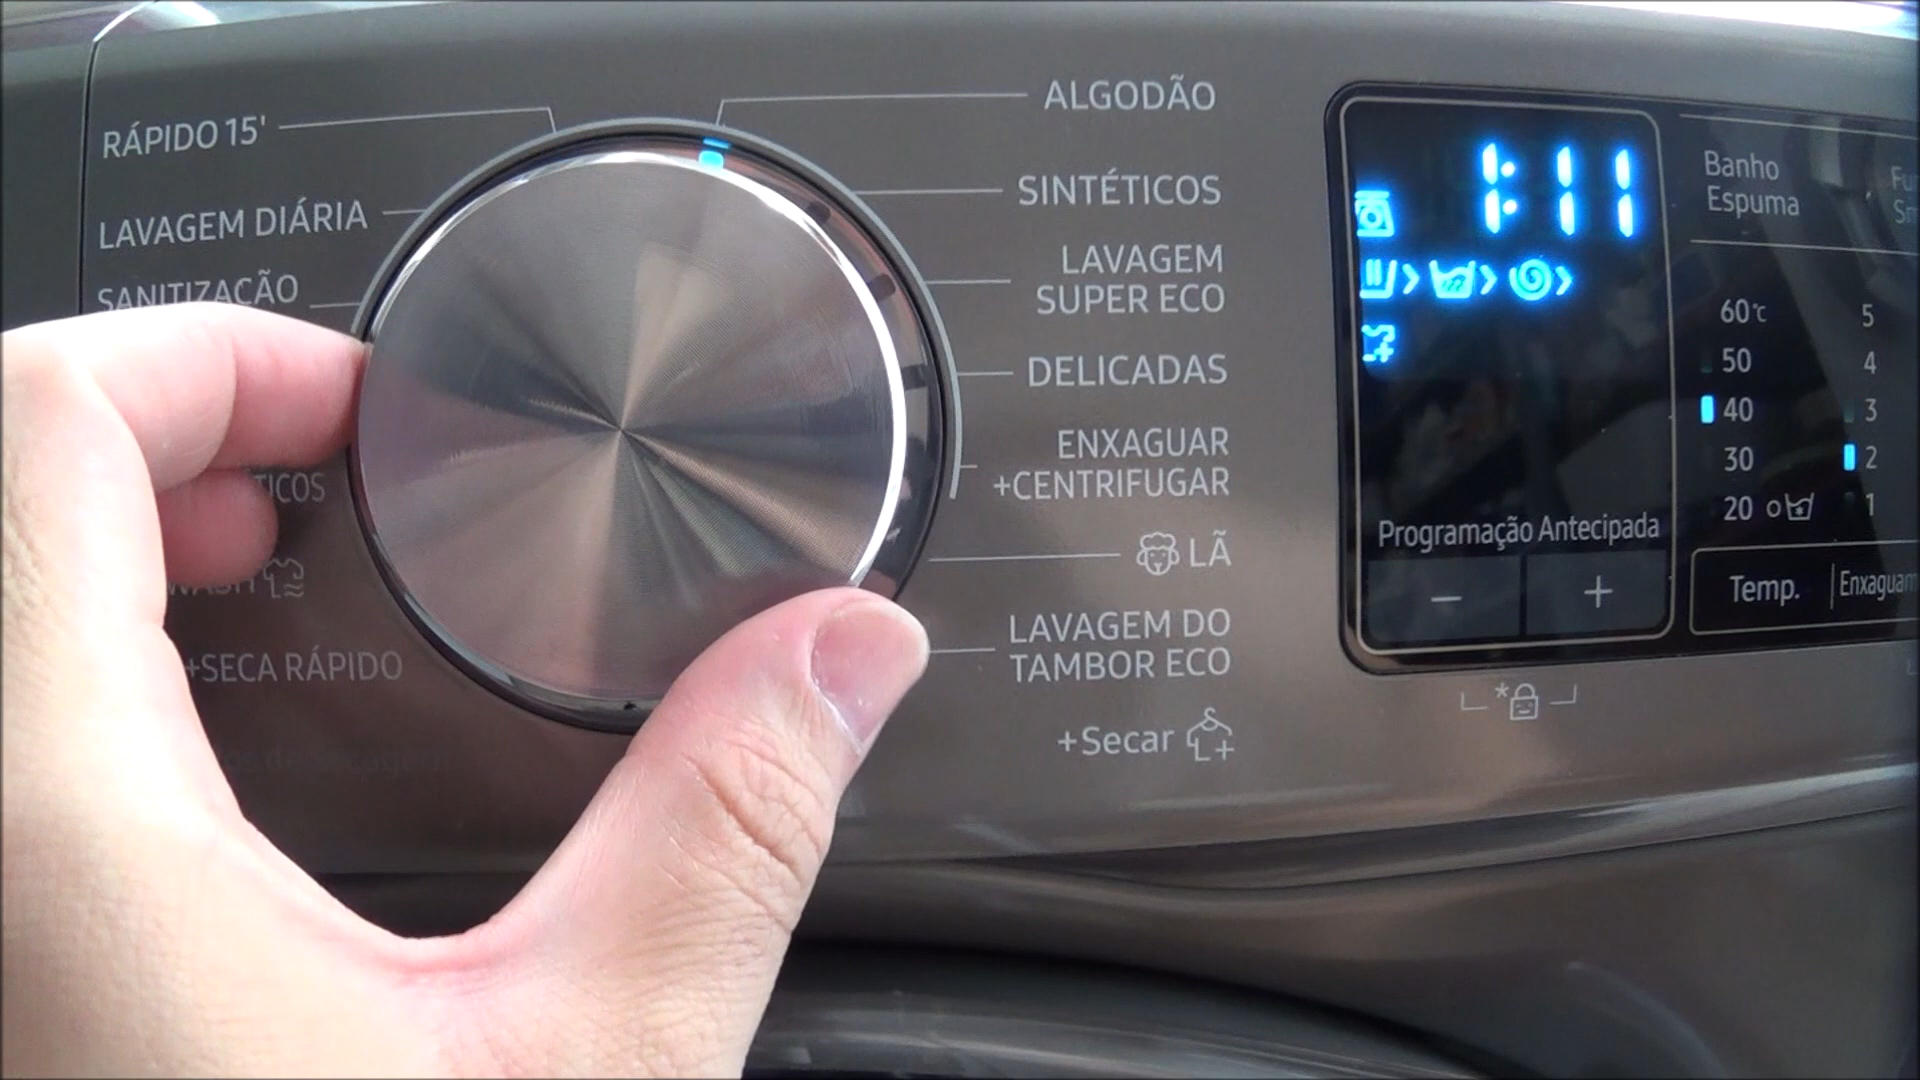 RÁPIDO 15'
LAVAGEM DIÁRIA
SANITIZAÇÃO
+SECA RÁPIDO
ALGODÃO
SINTÉTICOS
LAVAGEM
SUPER ECO
DELICADAS
ENXAGUAR
+CENTRIFUGAR
LÃ
LAVAGEM DO
TAMBOR ECO
+Secar
1:11
Programação Antecipada
− +
Banho
Espuma
60°c 5
50 4
40 3
30 2
20 1
Temp.